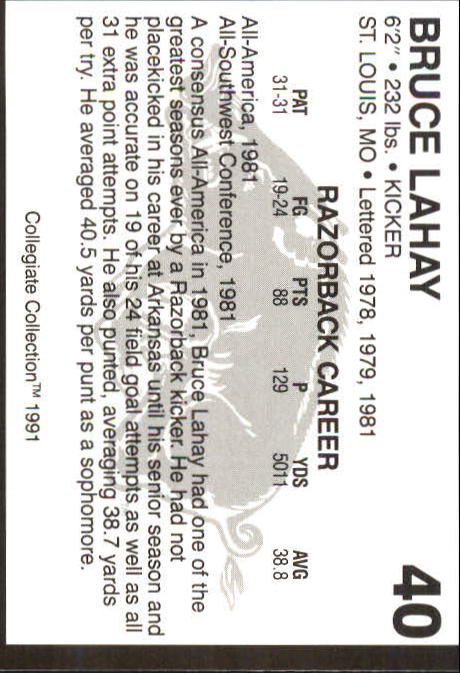 BRUCE LAHAY 40
6'2" • 232 lbs. • KICKER
ST. LOUIS, MO • Lettered 1978, 1979, 1981
RAZORBACK CAREER
PAT FG PTS P YDS AVG
31-31 19-24 88 129 5011 38.8
All-America, 1981
All-Southwest Conference, 1981
A consensus All-America in 1981, Bruce Lahay had one of the
greatest seasons ever by a Razorback kicker. He had not
placekicked in his career at Arkansas until his senior season and
he was accurate on 19 of his 24 field goal attempts as well as all
31 extra point attempts. He also punted, averaging 38.7 yards
per try. He averaged 40.5 yards per punt as a sophomore.
Collegiate Collection™ 1991